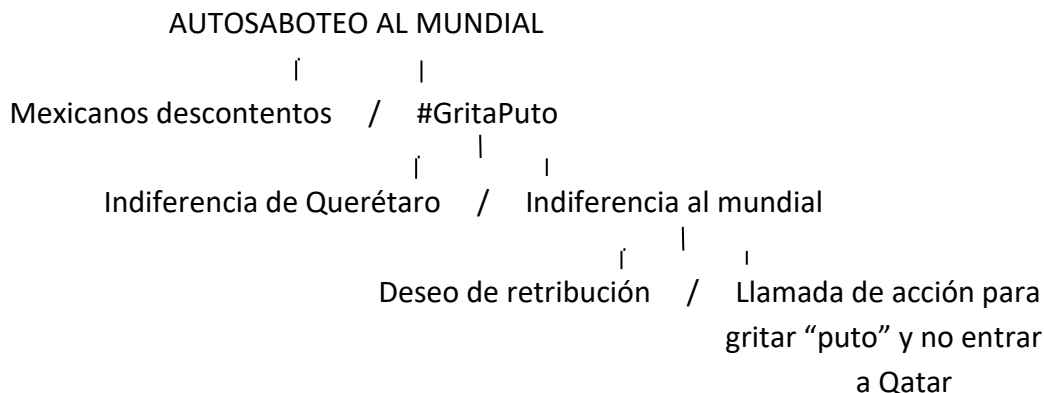 AUTOSABOTEO AL MUNDIAL
Mexicanos descontentos / #GritaPuto
Indiferencia de Querétaro / Indiferencia al mundial
Deseo de retribución / Llamada de acción para
gritar “puto” y no entrar
a Qatar